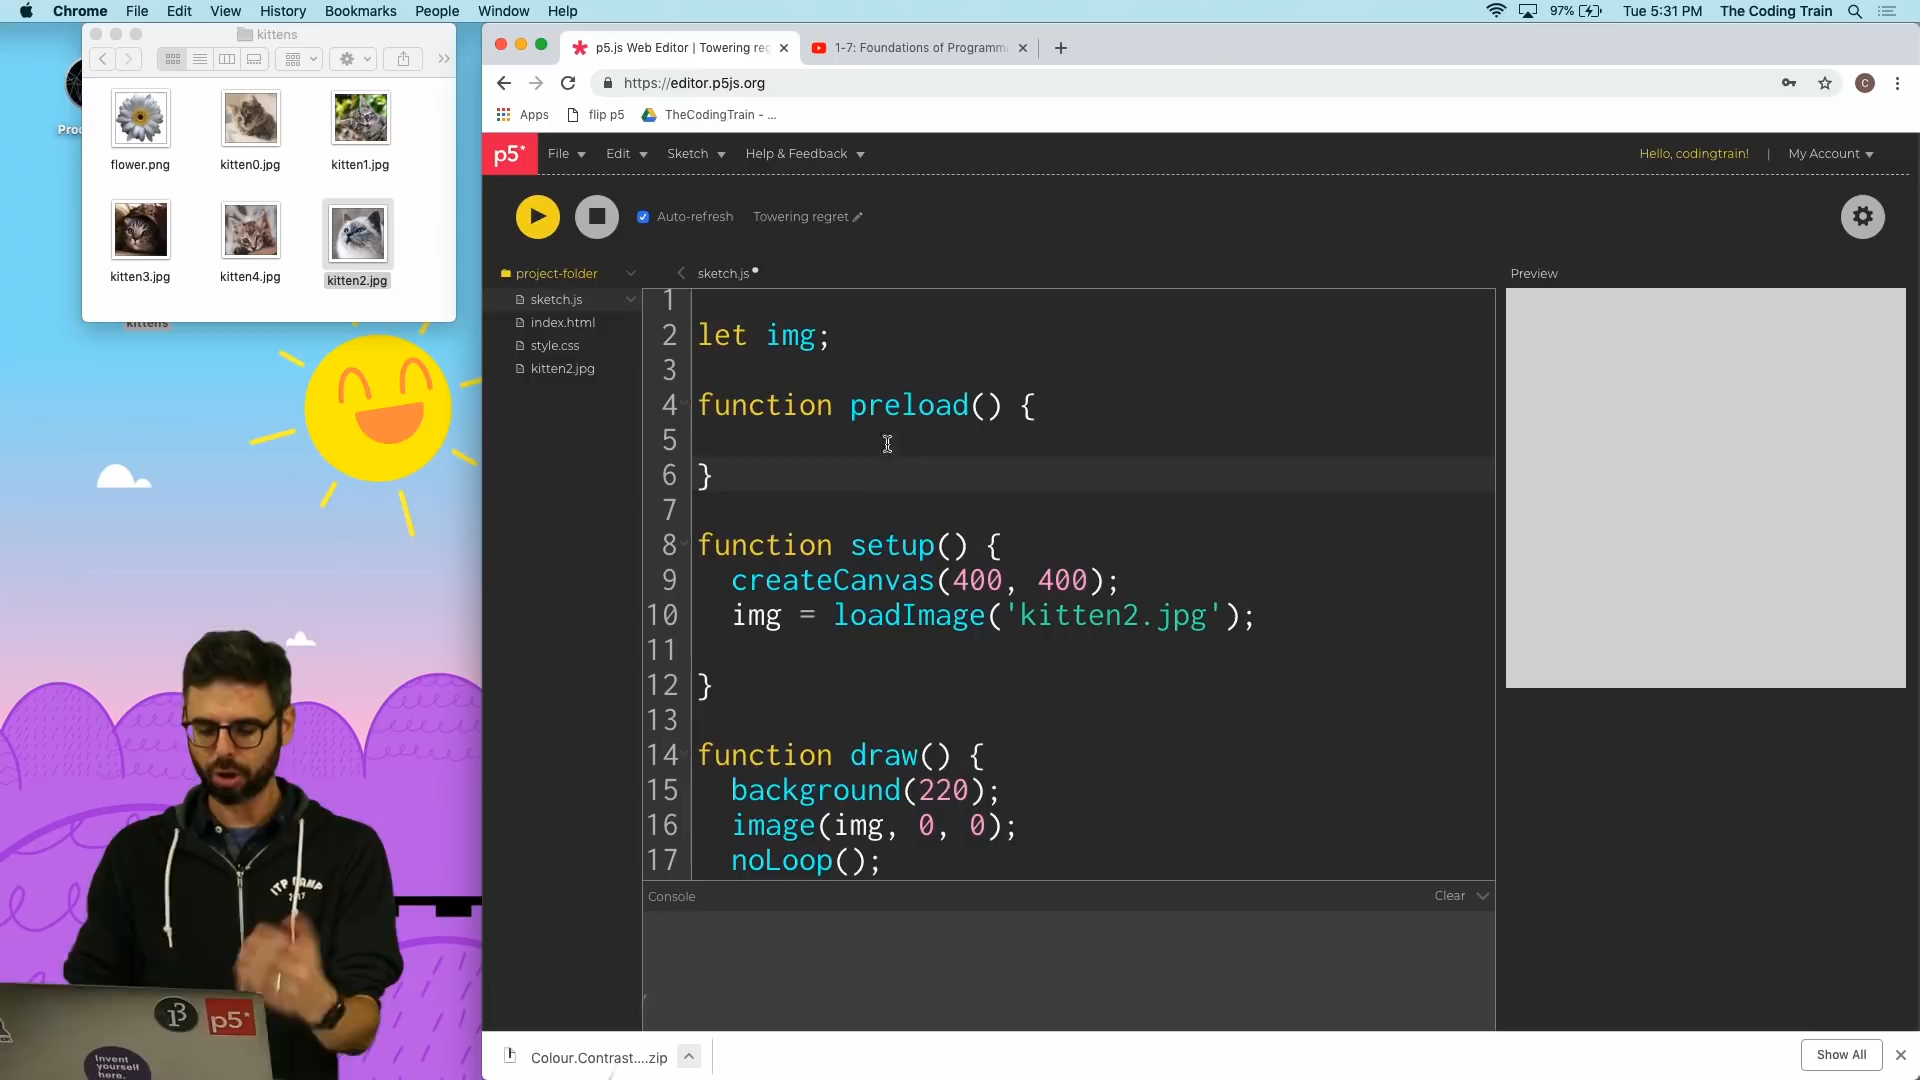 Chrome File Edit View History Bookmarks People Window Help
97% Tue 5:31 PM The Coding Train
kittens
flower.png kitten0.jpg kitten1.jpg
kitten3.jpg kitten4.jpg kitten2.jpg
kittens
p5.js Web Editor | Towering reg
1-7: Foundations of Programm
https://editor.p5js.org
C
Apps flip p5 TheCodingTrain - ...
p5* File Edit Sketch Help & Feedback
Hello, codingtrain! | My Account
Auto-refresh Towering regret
project-folder
sketch.js
index.html
style.css
kitten2.jpg
sketch.js
Preview
1
2 let img;
3
4 function preload() {
5
6 }
7
8 function setup() {
9 createCanvas(400, 400);
10 img = loadImage('kitten2.jpg');
11
12 }
13
14 function draw() {
15 background(220);
16 image(img, 0, 0);
17 noLoop();
Console
Clear
ITP CAMP
2017
p5*
Invent
yourself
here.
Colour.Contrast....zip
Show All